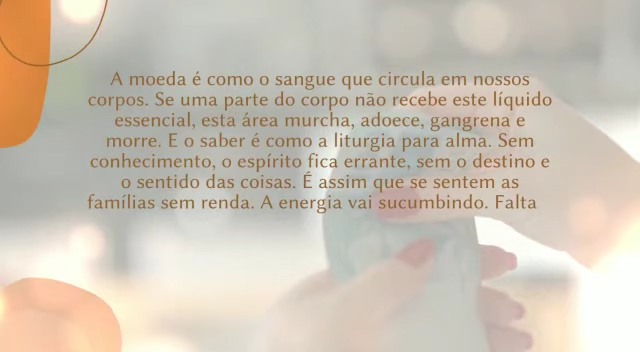 A moeda é como o sangue que circula em nossos
corpos. Se uma parte do corpo não recebe este líquido
essencial, esta área murcha, adoece, gangrena e
morre. E o saber é como a liturgia para alma. Sem
conhecimento, o espírito fica errante, sem o destino e
o sentido das coisas. É assim que se sentem as
famílias sem renda. A energia vai sucumbindo. Falta